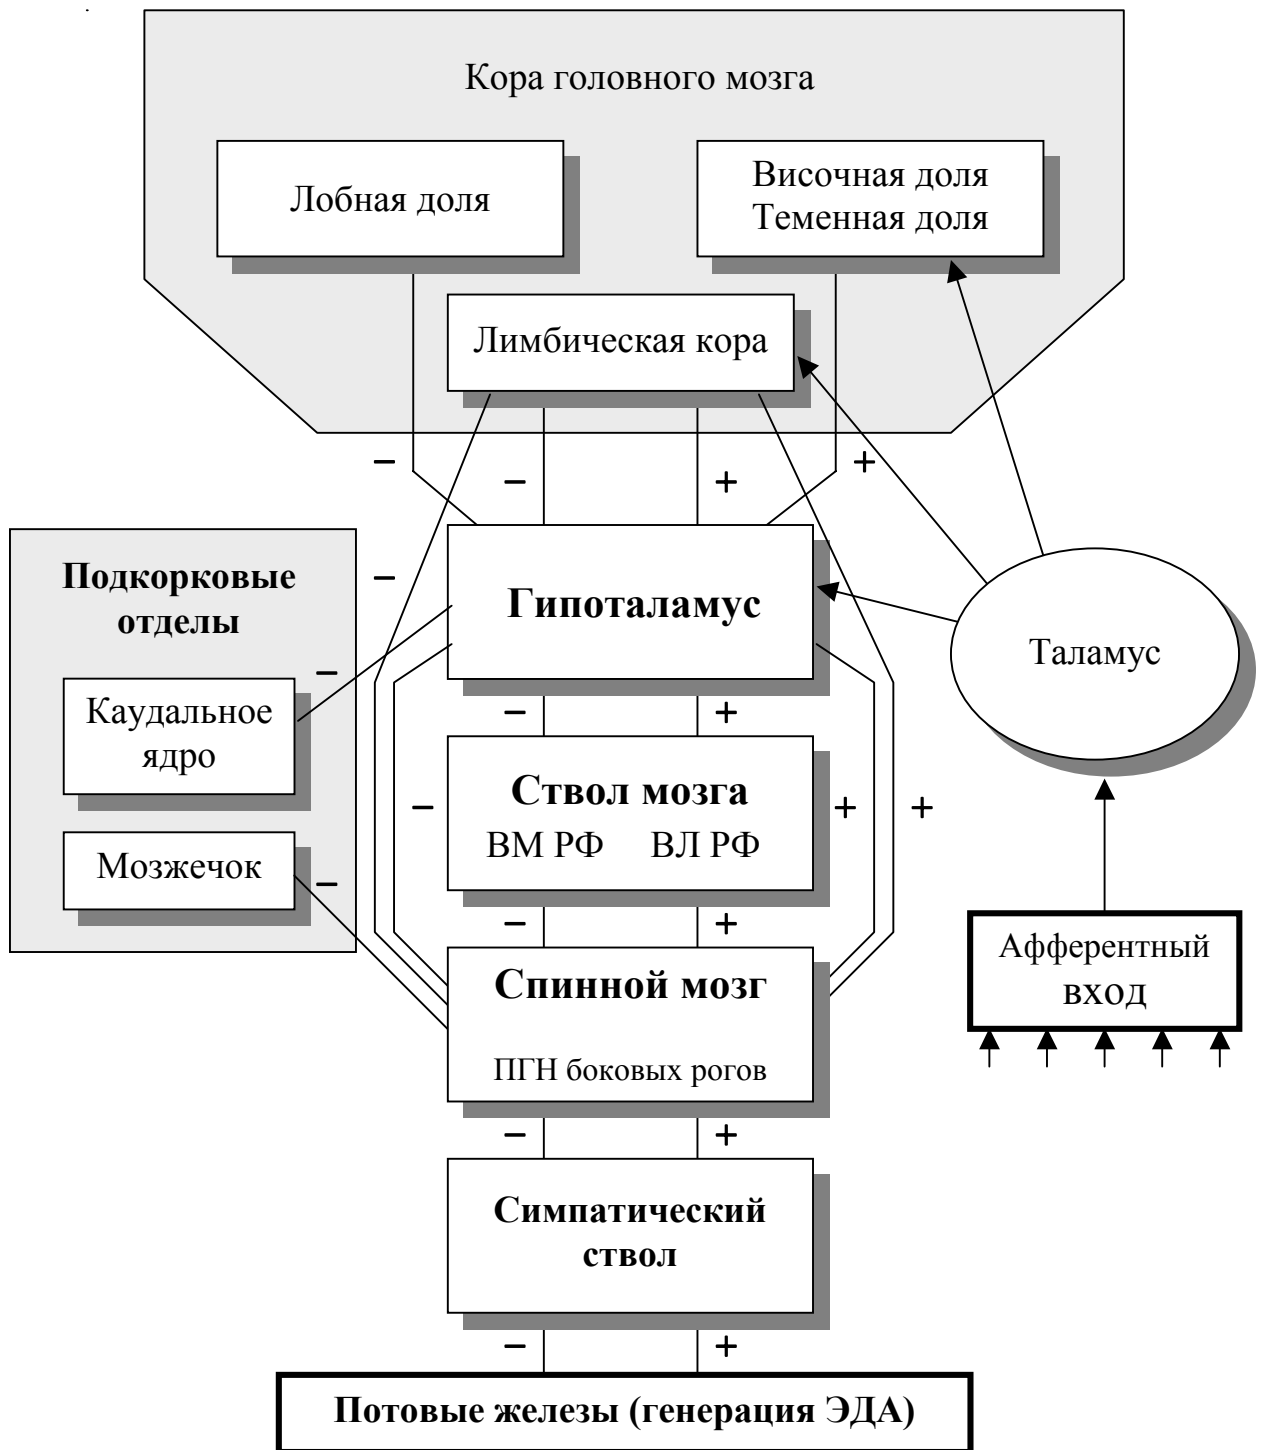 Кора головного мозга
Лобная доля
Височная доля
Теменная доля
Лимбическая кора
−
−
+
+
Подкорковые
отделы
−
Гипоталамус
Таламус
−
Каудальное
ядро
−
+
Ствол мозга
ВМ РФ ВЛ РФ
−
+
+
Мозжечок
−
−
+
Афферентный
вход
Спинной мозг
ПГН боковых рогов
−
+
Симпатический
ствол
−
+
Потовые железы (генерация ЭДА)